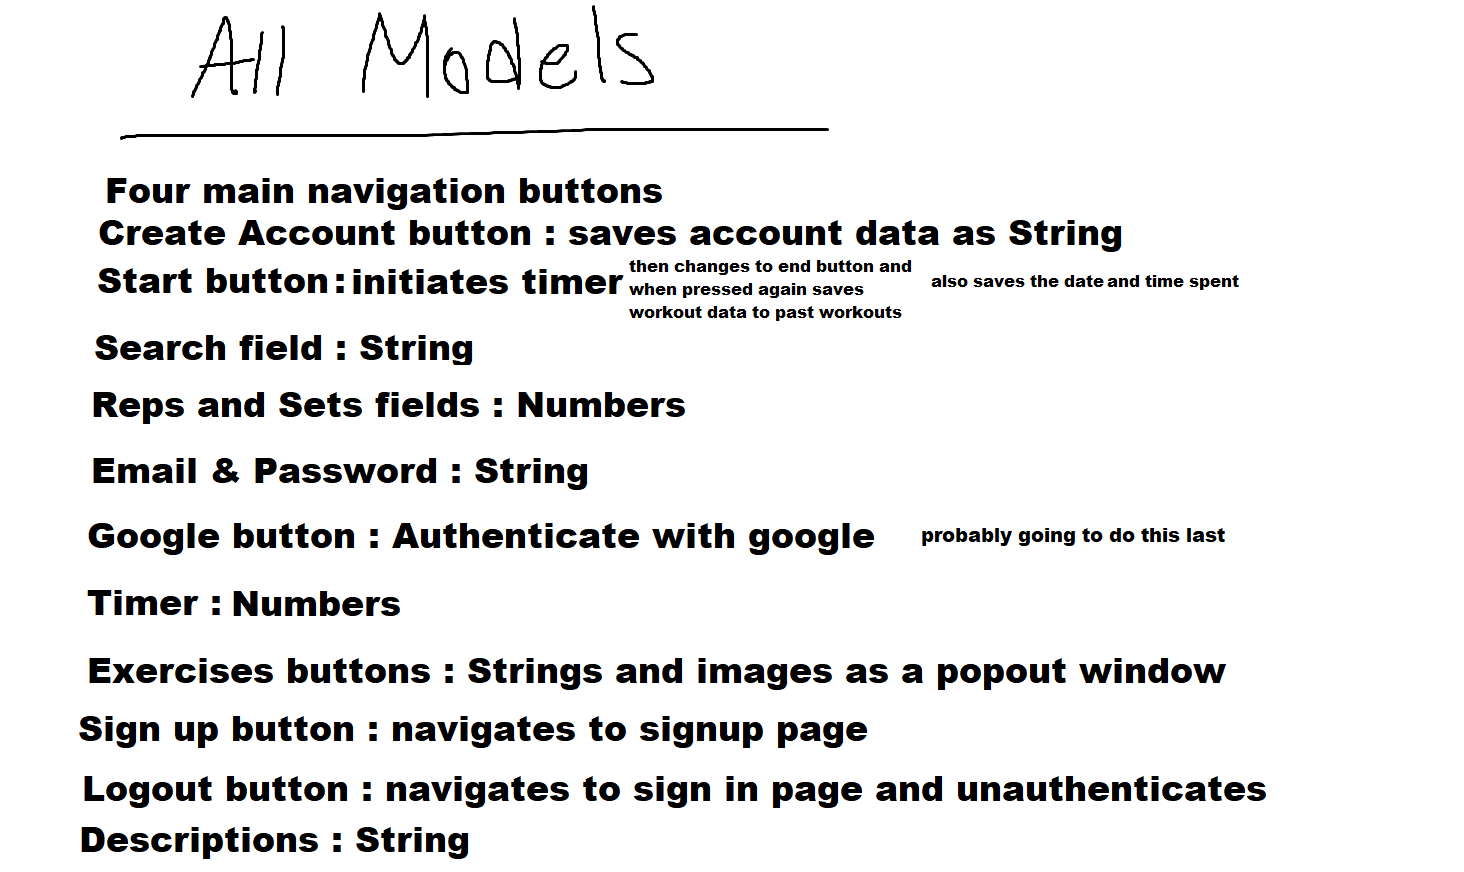 All Models
Four main navigation buttons
Create Account button : saves account data as String
Start button : initiates timer
then changes to end button and
when pressed again saves
workout data to past workouts
also saves the date and time spent
Search field : String
Reps and Sets fields : Numbers
Email & Password : String
Google button : Authenticate with google
probably going to do this last
Timer : Numbers
Exercises buttons : Strings and images as a popout window
Sign up button : navigates to signup page
Logout button : navigates to sign in page and unauthenticates
Descriptions : String